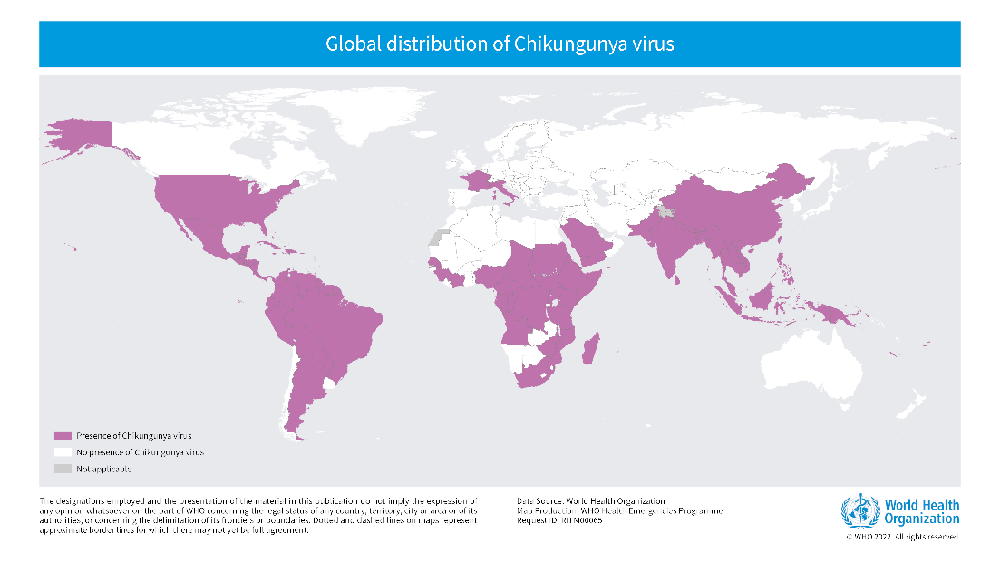 Global distribution of Chikungunya virus
Presence of Chikungunya virus
No presence of Chikungunya virus
Not applicable
The designations employed and the presentation of the material in this publication do not imply the expression of
any opinion whatsoever on the part of WHO concerning the legal status of any country, territory, city or area or of its
authorities, or concerning the delimitation of its frontiers or boundaries. Dotted and dashed lines on maps represent
approximate border lines for which there may not yet be full agreement.
Data Source: World Health Organization
Map Production: WHO Health Emergencies Programme
Request ID: RITM00065
World Health
Organization
© WHO 2022. All rights reserved.